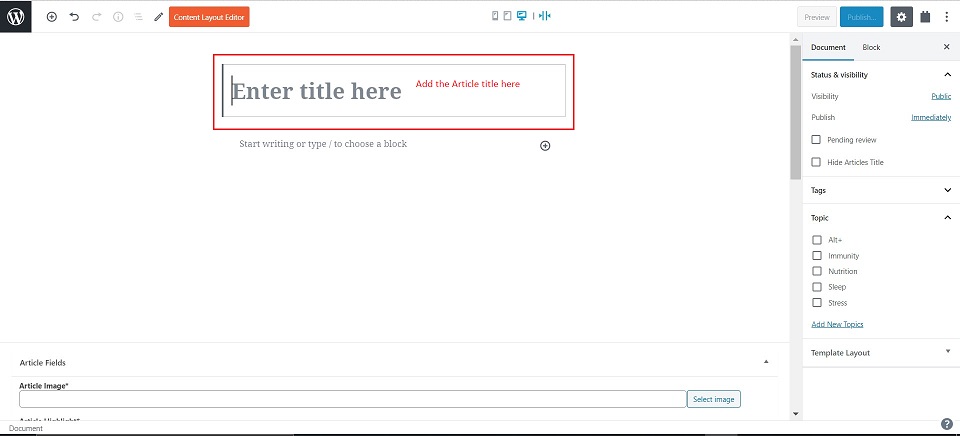 Content Layout Editor
Preview
Publish...
Enter title here
Add the Article title here
Start writing or type / to choose a block
Document
Block
Status & visibility
Visibility
Public
Publish
Immediately
Pending review
Hide Articles Title
Tags
Topic
Alt+
Immunity
Nutrition
Sleep
Stress
Add New Topics
Template Layout
Article Fields
Article Image*
Select image
Article Highlight*
Document